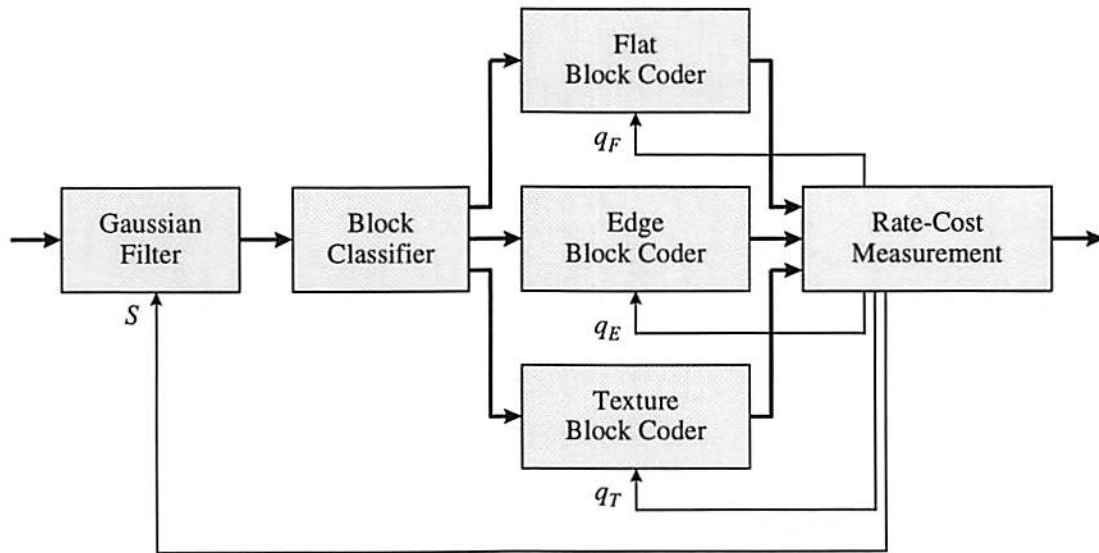 Flat
Block Coder
q_F
Gaussian
Filter
Block
Classifier
Edge
Block Coder
Rate-Cost
Measurement
S
q_E
Texture
Block Coder
q_T